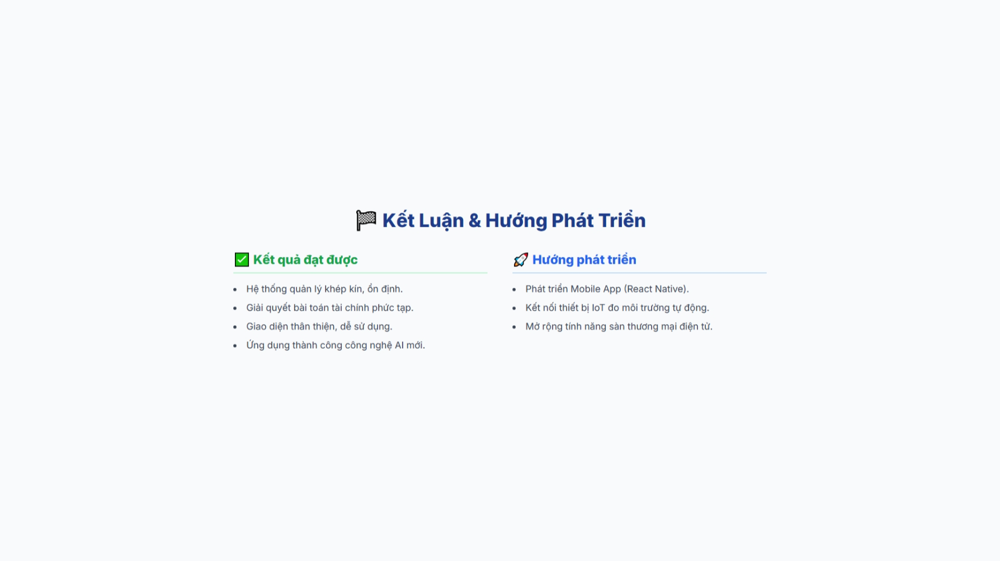 Kết Luận & Hướng Phát Triển
Kết quả đạt được
Hệ thống quản lý khép kín, ổn định.
Giải quyết bài toán tài chính phức tạp.
Giao diện thân thiện, dễ sử dụng.
Ứng dụng thành công công nghệ AI mới.
Hướng phát triển
Phát triển Mobile App (React Native).
Kết nối thiết bị IoT đo môi trường tự động.
Mở rộng tính năng sàn thương mại điện tử.